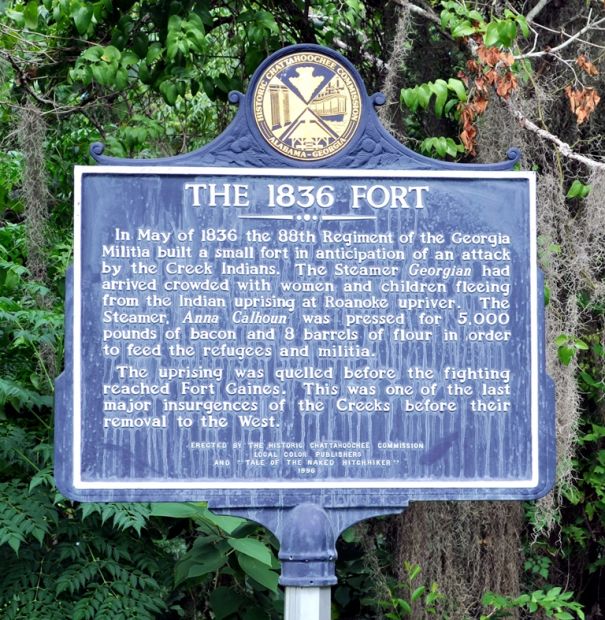 HISTORIC CHATTAHOOCHEE COMMISSION
ALABAMA-GEORGIA
THE 1836 FORT
In May of 1836 the 88th Regiment of the Georgia
Militia built a small fort in anticipation of an attack
by the Creek Indians. The Steamer Georgian had
arrived crowded with women and children fleeing
from the Indian uprising at Roanoke upriver. The
Steamer, Anna Calhoun was pressed for 5,000
pounds of bacon and 8 barrels of flour in order
to feed the refugees and militia.
The uprising was quelled before the fighting
reached Fort Gaines. This was one of the last
major insurgences of the Creeks before their
removal to the West.
ERECTED BY THE HISTORIC CHATTAHOOCHEE COMMISSION
LOCAL COLOR PUBLISHERS
AND "TALE OF THE NAKED HITCHHIKER"
1996